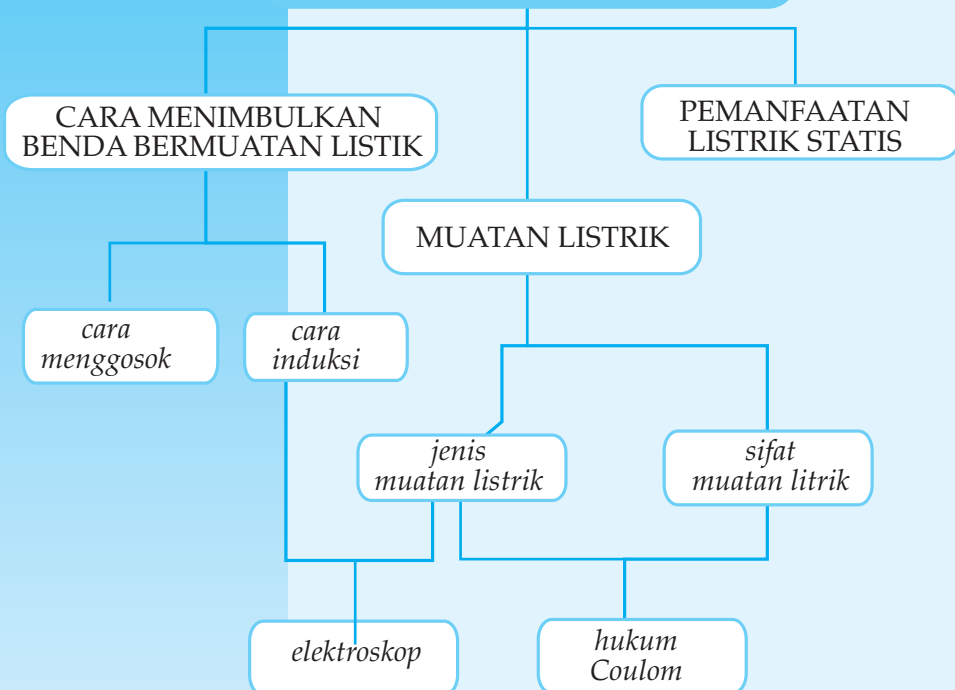 CARA MENIMBULKAN
BENDA BERMUATAN LISTIK
PEMANFAATAN
LISTRIK STATIS
MUATAN LISTRIK
cara
menggosok
cara
induksi
jenis
muatan listrik
sifat
muatan litrik
elektroskop
hukum
Coulom